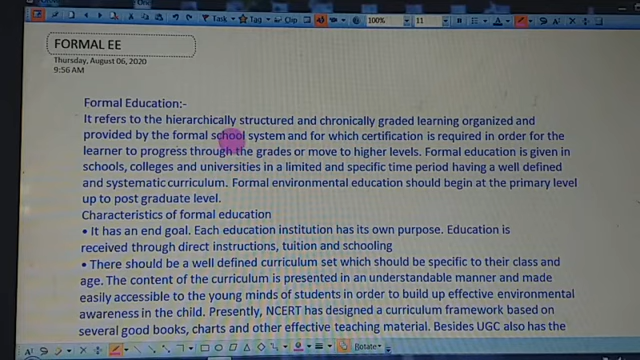 Task
Tag
Clip
100%
11
FORMAL EE
Thursday, August 06, 2020
9:56 AM
Formal Education:-
It refers to the hierarchically structured and chronically graded learning organized and
provided by the formal school system and for which certification is required in order for the
learner to progress through the grades or move to higher levels. Formal education is given in
schools, colleges and universities in a limited and specific time period having a well defined
and systematic curriculum. Formal environmental education should begin at the primary level
up to post graduate level.
Characteristics of formal education
• It has an end goal. Each education institution has its own purpose. Education is
received through direct instructions, tuition and schooling
• There should be a well defined curriculum set which should be specific to their class and
age. The content of the curriculum is presented in an understandable manner and made
easily accessible to the young minds of students in order to build up effective environmental
awareness in the child. Presently, NCERT has designed a curriculum framework based on
several good books, charts and other effective teaching material. Besides UGC also has the
Rotate